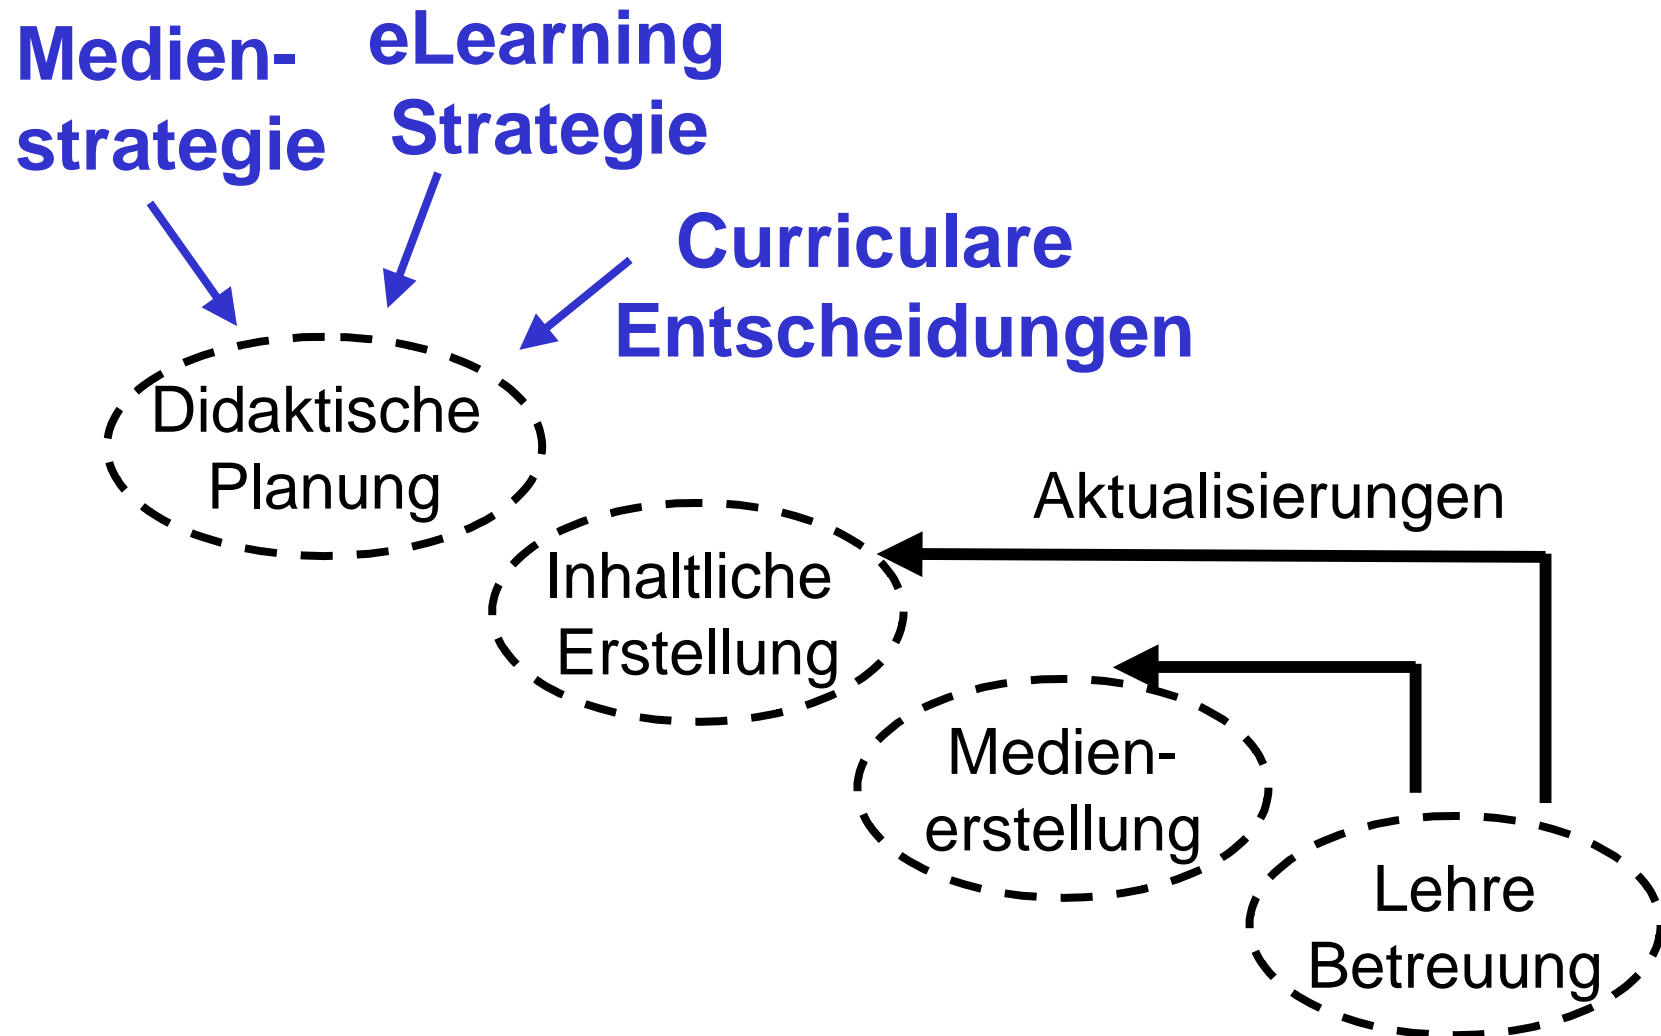 Medien-
strategie
eLearning
Strategie
Curriculare
Entscheidungen
Didaktische
Planung
Aktualisierungen
Inhaltliche
Erstellung
Medien-
erstellung
Lehre
Betreuung